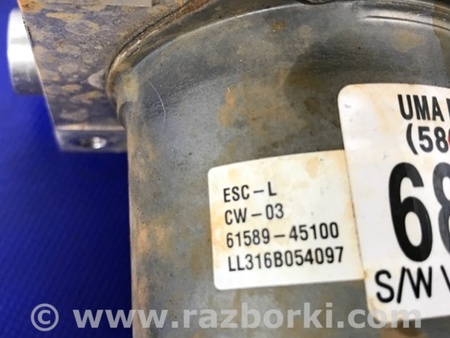 UMA
(58
68
S/W
ESC-L
CW-03
61589-45100
LL316B054097
© www.razborki.com